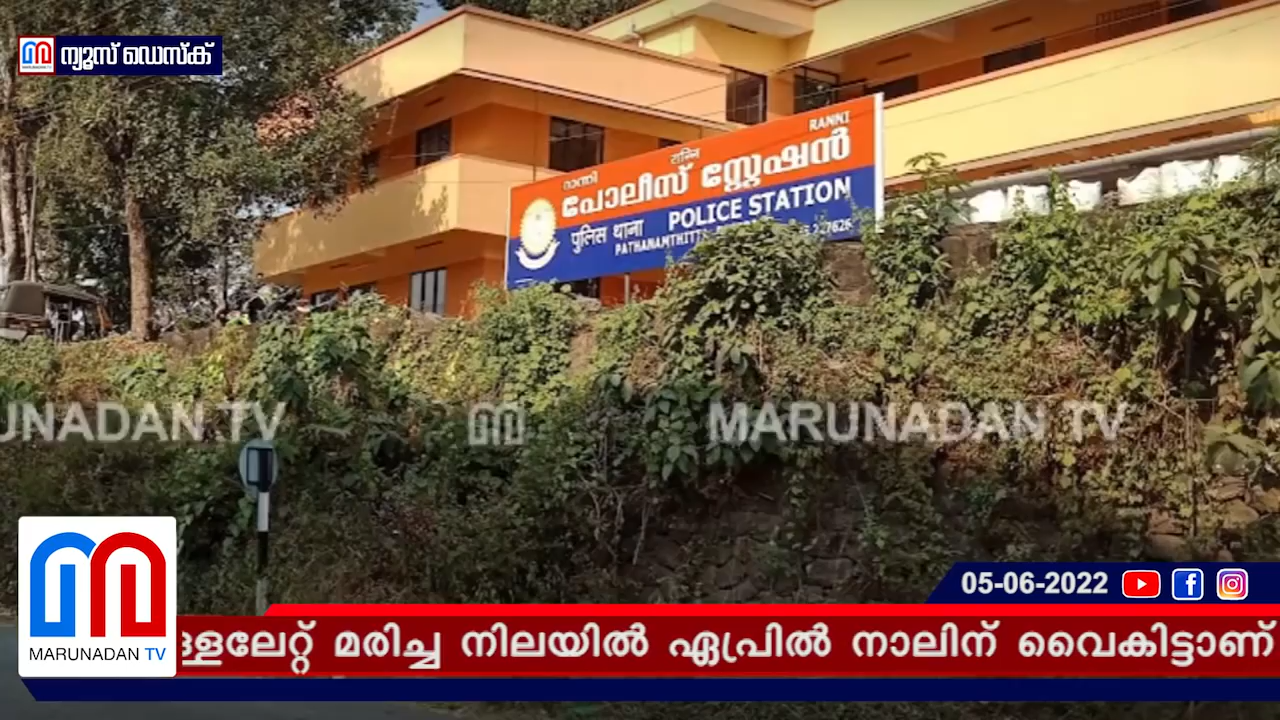 MARUNADAN TV
ന്യൂസ് ഡെസ്ക്
RANNI
റാന്നി
പോലീസ് സ്റ്റേഷൻ
पुलिस थाना POLICE STATION
MARUNADAN TV
05-06-2022
ള്ളലേറ്റ് മരിച്ച നിലയിൽ ഏപ്രിൽ നാലിന് വൈകിട്ടാണ്
MARUNADAN TV